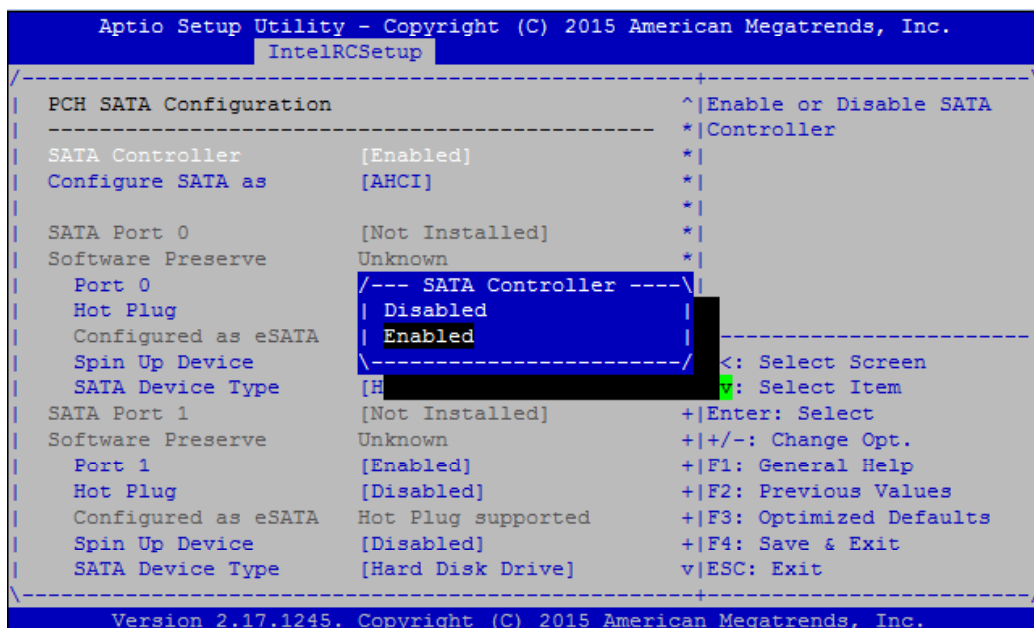 Aptio Setup Utility - Copyright (C) 2015 American Megatrends, Inc.
IntelRCSetup
/----------------------------------------------------+--------------------------\
| PCH SATA Configuration ^|Enable or Disable SATA
| ----------------------------------------------- *|Controller
| SATA Controller [Enabled] *|
| Configure SATA as [AHCI] *|
| *|
| SATA Port 0 [Not Installed] *|
| Software Preserve Unknown *|
| Port 0 /--- SATA Controller ----\|
| Hot Plug | Disabled |
| Configured as eSATA | Enabled | ------------------------
| Spin Up Device \------------------------/ <: Select Screen
| SATA Device Type [H v: Select Item
| SATA Port 1 [Not Installed] +|Enter: Select
| Software Preserve Unknown +|+/-: Change Opt.
| Port 1 [Enabled] +|F1: General Help
| Hot Plug [Disabled] +|F2: Previous Values
| Configured as eSATA Hot Plug supported +|F3: Optimized Defaults
| Spin Up Device [Disabled] +|F4: Save & Exit
| SATA Device Type [Hard Disk Drive] v|ESC: Exit
\----------------------------------------------------+--------------------------/
Version 2.17.1245. Copyright (C) 2015 American Megatrends, Inc.